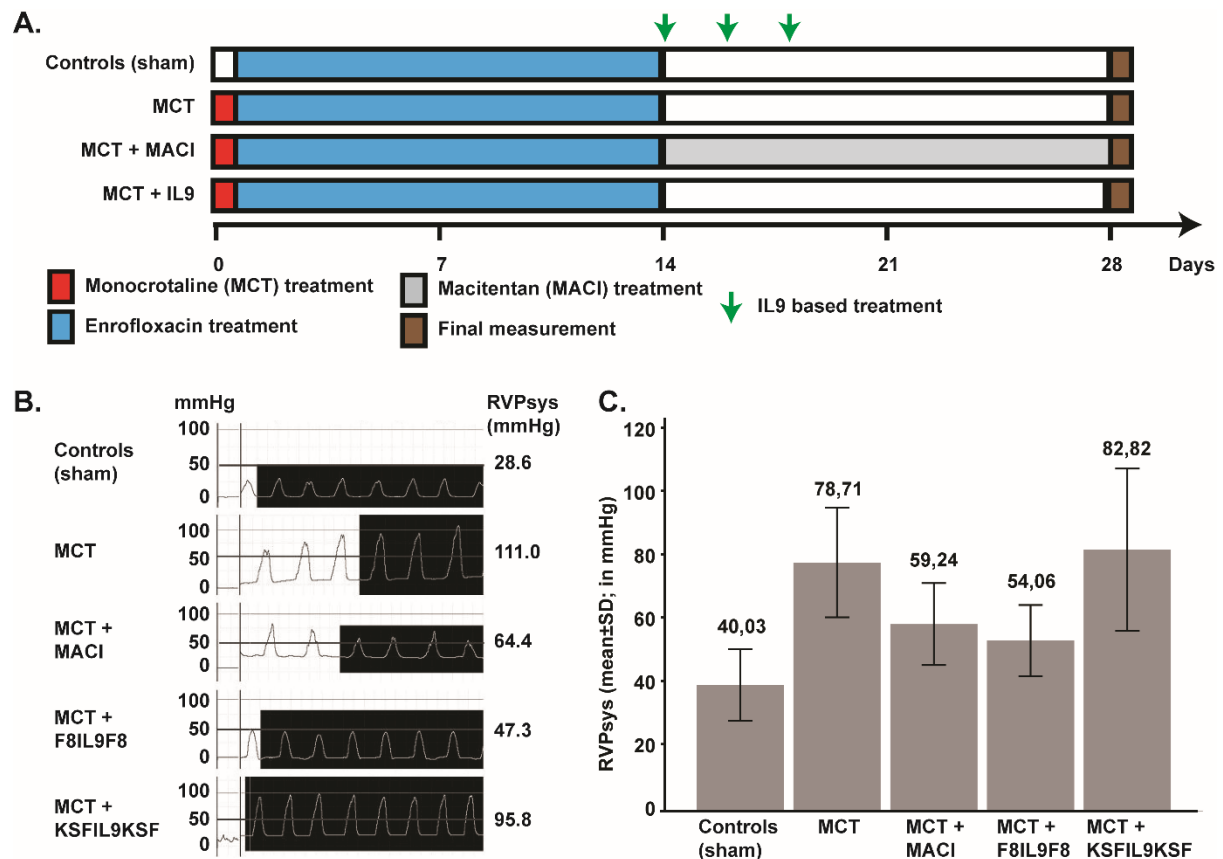 A.
Controls (sham)
MCT
MCT + MACI
MCT + IL9
0 7 14 21 28 Days
Monocrotaline (MCT) treatment
Enrofloxacin treatment
Macitentan (MACI) treatment
Final measurement
IL9 based treatment
B.
mmHg
RVPsys
(mmHg)
Controls
(sham)
100
50
0
28.6
MCT
100
50
0
111.0
MCT +
MACI
100
50
0
64.4
MCT +
F8IL9F8
100
50
0
47.3
MCT +
KSFIL9KSF
100
50
0
95.8
C.
RVPsys (mean±SD; in mmHg)
120
100
80
60
40
20
0
40,03
78,71
59,24
54,06
82,82
Controls
(sham)
MCT
MCT +
MACI
MCT +
F8IL9F8
MCT +
KSFIL9KSF